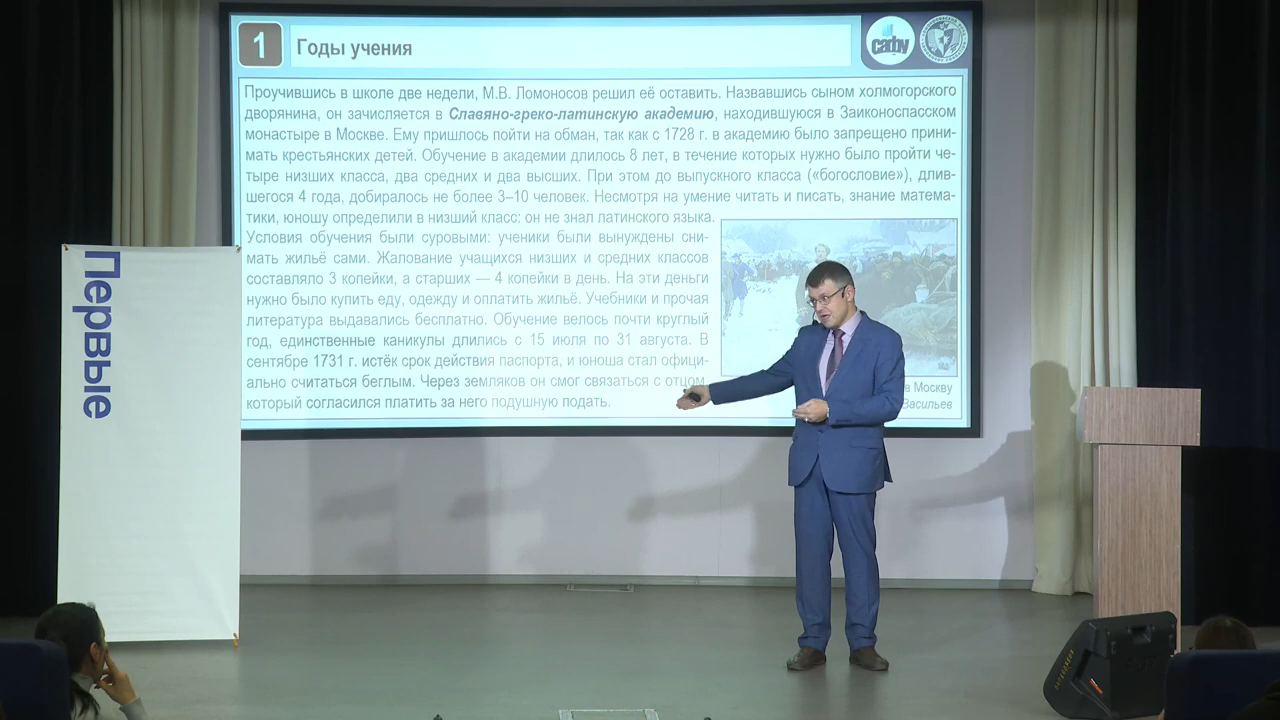 1
Годы учения
сафу
Проучившись в школе две недели, М.В. Ломоносов решил её оставить. Назвавшись сыном холмогорского
дворянина, он зачисляется в Славяно-греко-латинскую академию, находившуюся в Заиконоспасском
монастыре в Москве. Ему пришлось пойти на обман, так как с 1728 г. в академию было запрещено прини-
мать крестьянских детей. Обучение в академии длилось 8 лет, в течение которых нужно было пройти че-
тыре низших класса, два средних и два высших. При этом до выпускного класса («богословие»), длив-
шегося 4 года, добиралось не более 3–10 человек. Несмотря на умение читать и писать, знание матема-
тики, юношу определили в низший класс: он не знал латинского языка.
Условия обучения были суровыми: ученики были вынуждены сни-
мать жильё сами. Жалование учащихся низших и средних классов
составляло 3 копейки, а старших — 4 копейки в день. На эти деньги
нужно было купить еду, одежду и оплатить жильё. Учебники и прочая
литература выдавались бесплатно. Обучение велось почти круглый
год, единственные каникулы длились с 15 июля по 31 августа. В
сентябре 1731 г. истёк срок действия паспорта, и юноша стал офици-
ально считаться беглым. Через земляков он смог связаться с отцом,
который согласился платить за него подушную подать.
в Москву
Васильев
Первые